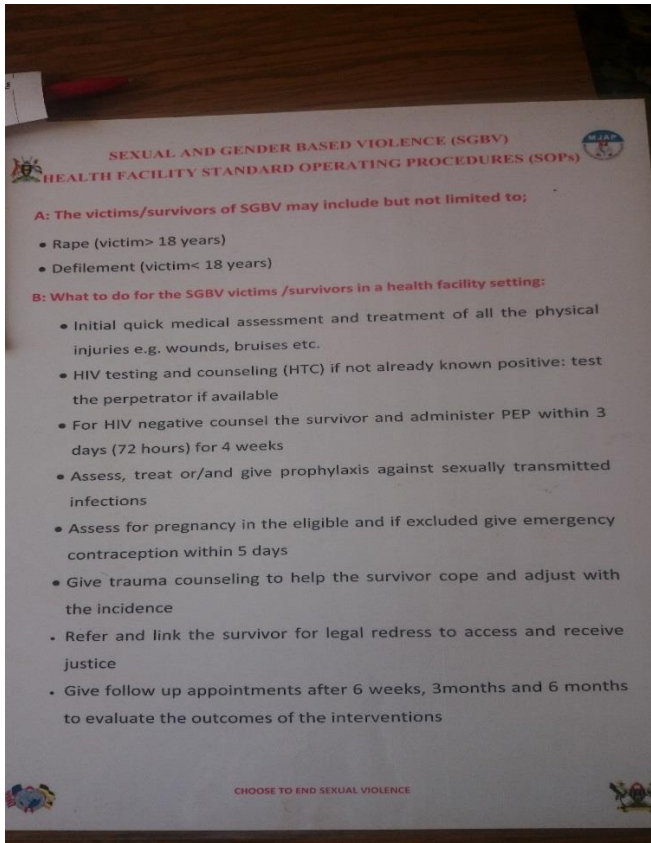 SEXUAL AND GENDER BASED VIOLENCE (SGBV)
MJAP
HEALTH FACILITY STANDARD OPERATING PROCEDURES (SOPs)
A: The victims/survivors of SGBV may include but not limited to;
• Rape (victim> 18 years)
• Defilement (victim< 18 years)
B: What to do for the SGBV victims /survivors in a health facility setting:
• Initial quick medical assessment and treatment of all the physical
injuries e.g. wounds, bruises etc.
• HIV testing and counseling (HTC) if not already known positive: test
the perpetrator if available
• For HIV negative counsel the survivor and administer PEP within 3
days (72 hours) for 4 weeks
• Assess, treat or/and give prophylaxis against sexually transmitted
infections
• Assess for pregnancy in the eligible and if excluded give emergency
contraception within 5 days
• Give trauma counseling to help the survivor cope and adjust with
the incidence
• Refer and link the survivor for legal redress to access and receive
justice
• Give follow up appointments after 6 weeks, 3months and 6 months
to evaluate the outcomes of the interventions
CHOOSE TO END SEXUAL VIOLENCE